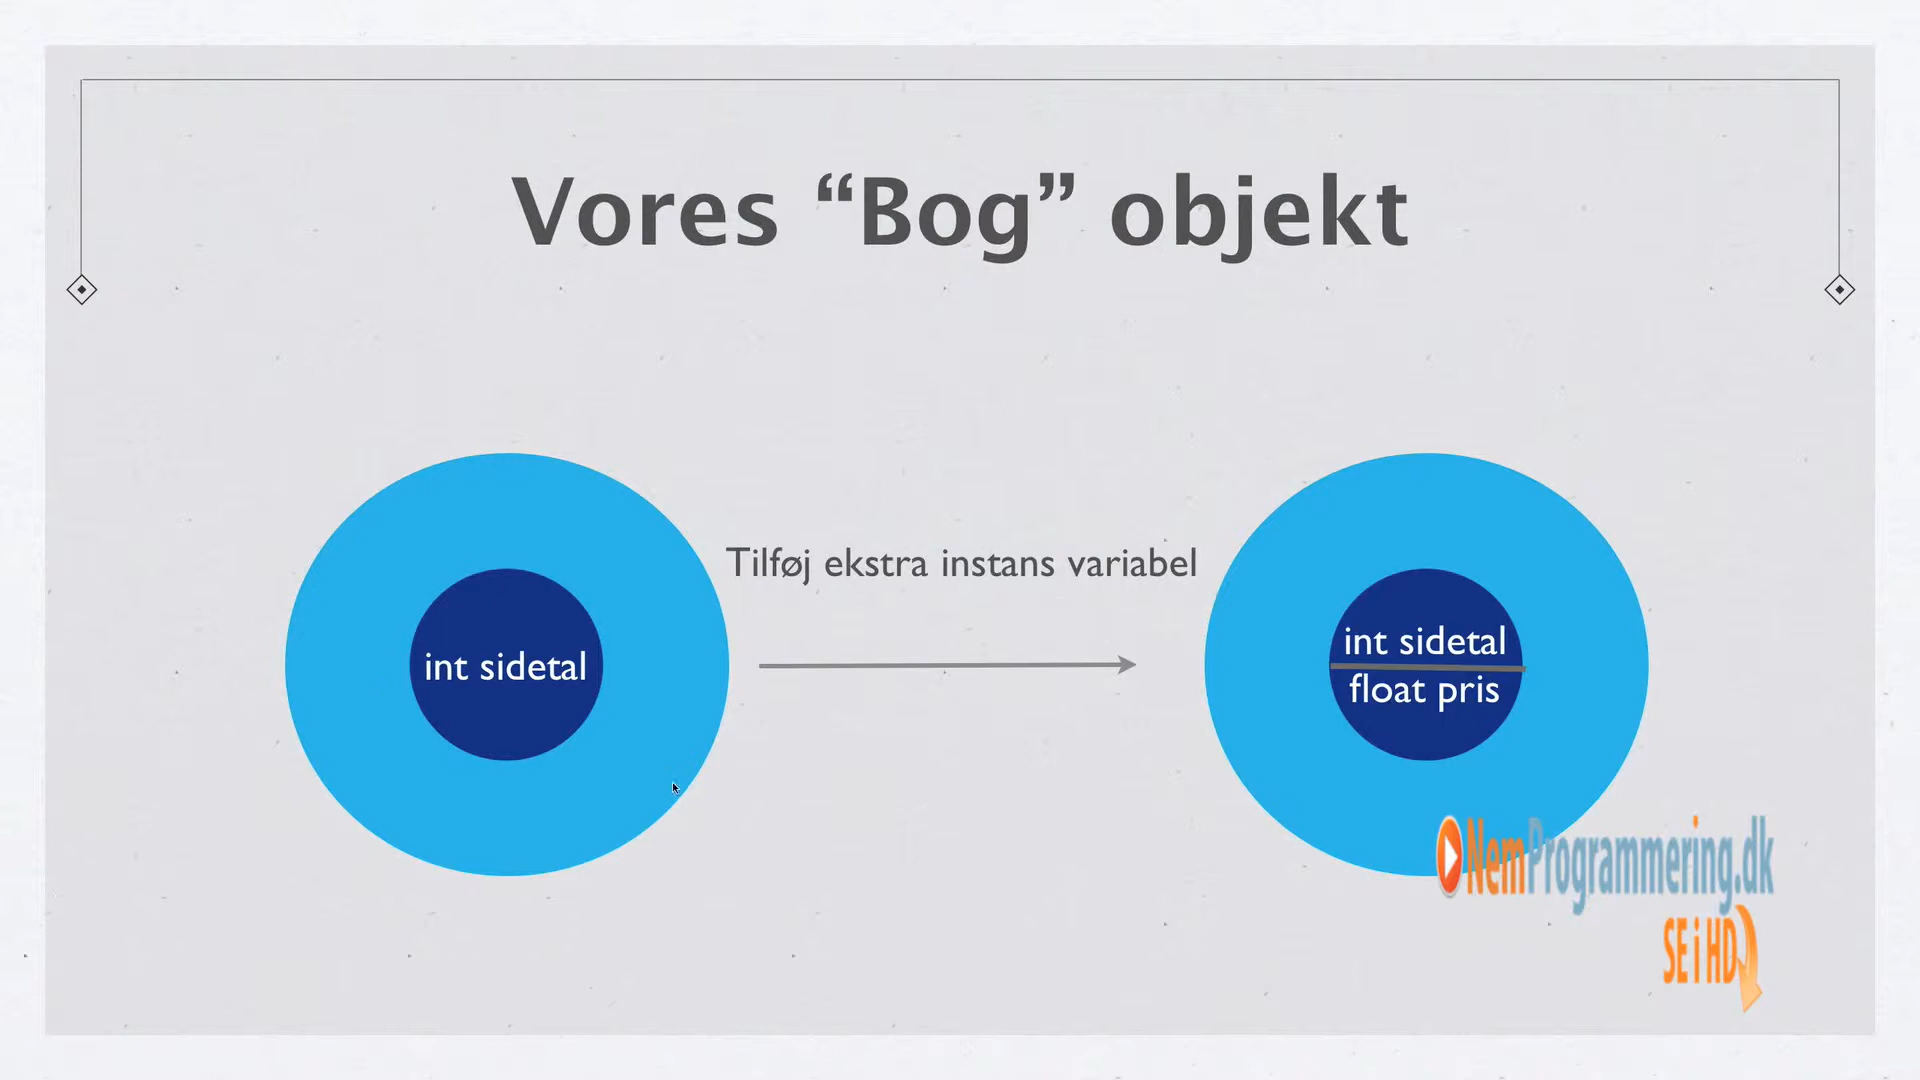 Vores “Bog” objekt
Tilføj ekstra instans variabel
int sidetal
int sidetal
float pris
NemProgrammering.dk
SE i HD